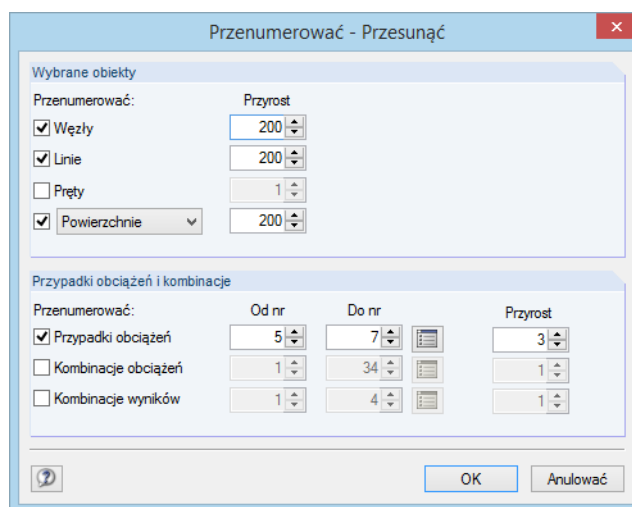 Przenumerować - Przesunąć
Wybrane obiekty
Przenumerować: Przyrost
Węzły 200
Linie 200
Pręty 1
Powierzchnie 200
Przypadki obciążeń i kombinacje
Przenumerować: Od nr Do nr Przyrost
Przypadki obciążeń 5 7 3
Kombinacje obciążeń 1 34 1
Kombinacje wyników 1 4 1
OK Anulować